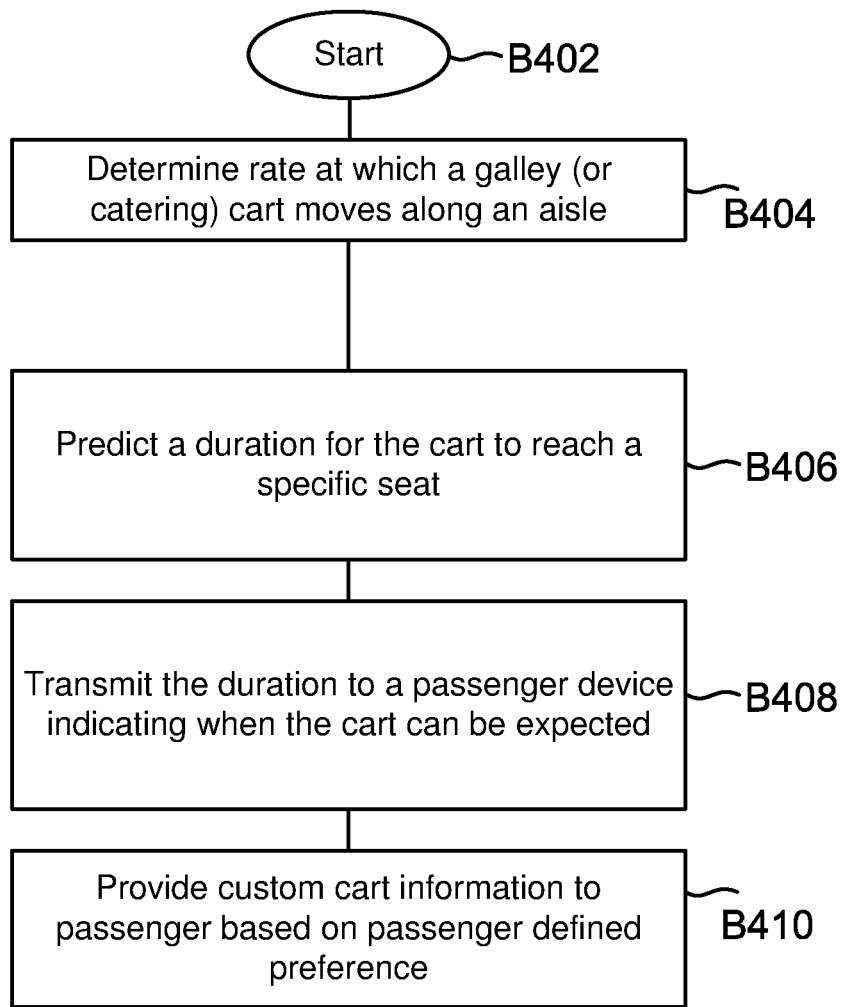 Start
B402
Determine rate at which a galley (or
catering) cart moves along an aisle
B404
Predict a duration for the cart to reach a
specific seat
B406
Transmit the duration to a passenger device
indicating when the cart can be expected
B408
Provide custom cart information to
passenger based on passenger defined
preference
B410